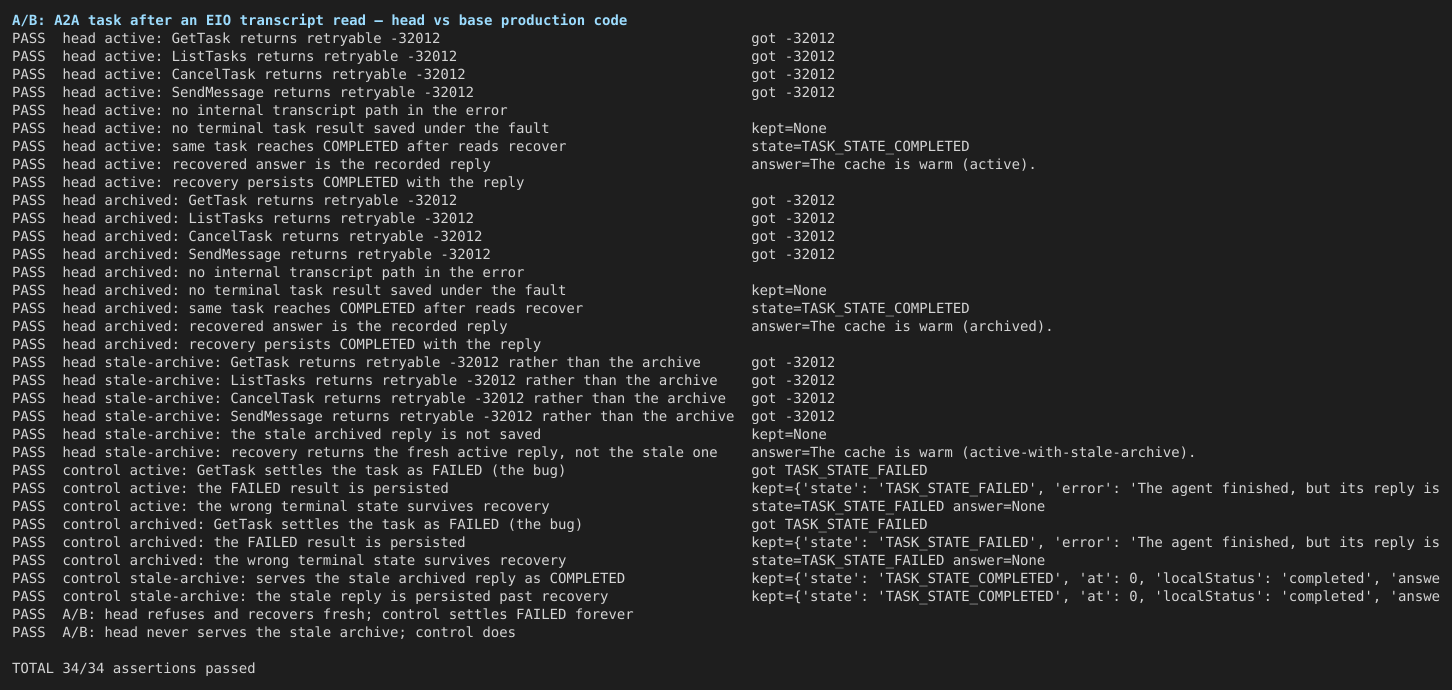 A/B: A2A task after an EIO transcript read — head vs base production code
PASS  head active: GetTask returns retryable -32012                                     got -32012
PASS  head active: ListTasks returns retryable -32012                                   got -32012
PASS  head active: CancelTask returns retryable -32012                                  got -32012
PASS  head active: SendMessage returns retryable -32012                                 got -32012
PASS  head active: no internal transcript path in the error
PASS  head active: no terminal task result saved under the fault                        kept=None
PASS  head active: same task reaches COMPLETED after reads recover                      state=TASK_STATE_COMPLETED
PASS  head active: recovered answer is the recorded reply                               answer=The cache is warm (active).
PASS  head active: recovery persists COMPLETED with the reply
PASS  head archived: GetTask returns retryable -32012                                   got -32012
PASS  head archived: ListTasks returns retryable -32012                                 got -32012
PASS  head archived: CancelTask returns retryable -32012                                got -32012
PASS  head archived: SendMessage returns retryable -32012                               got -32012
PASS  head archived: no internal transcript path in the error
PASS  head archived: no terminal task result saved under the fault                      kept=None
PASS  head archived: same task reaches COMPLETED after reads recover                    state=TASK_STATE_COMPLETED
PASS  head archived: recovered answer is the recorded reply                             answer=The cache is warm (archived).
PASS  head archived: recovery persists COMPLETED with the reply
PASS  head stale-archive: GetTask returns retryable -32012 rather than the archive      got -32012
PASS  head stale-archive: ListTasks returns retryable -32012 rather than the archive    got -32012
PASS  head stale-archive: CancelTask returns retryable -32012 rather than the archive   got -32012
PASS  head stale-archive: SendMessage returns retryable -32012 rather than the archive  got -32012
PASS  head stale-archive: the stale archived reply is not saved                         kept=None
PASS  head stale-archive: recovery returns the fresh active reply, not the stale one    answer=The cache is warm (active-with-stale-archive).
PASS  control active: GetTask settles the task as FAILED (the bug)                      got TASK_STATE_FAILED
PASS  control active: the FAILED result is persisted                                    kept={'state': 'TASK_STATE_FAILED', 'error': 'The agent finished, but its reply is
PASS  control active: the wrong terminal state survives recovery                        state=TASK_STATE_FAILED answer=None
PASS  control archived: GetTask settles the task as FAILED (the bug)                    got TASK_STATE_FAILED
PASS  control archived: the FAILED result is persisted                                  kept={'state': 'TASK_STATE_FAILED', 'error': 'The agent finished, but its reply is
PASS  control archived: the wrong terminal state survives recovery                      state=TASK_STATE_FAILED answer=None
PASS  control stale-archive: serves the stale archived reply as COMPLETED               kept={'state': 'TASK_STATE_COMPLETED', 'at': 0, 'localStatus': 'completed', 'answe
PASS  control stale-archive: the stale reply is persisted past recovery                 kept={'state': 'TASK_STATE_COMPLETED', 'at': 0, 'localStatus': 'completed', 'answe
PASS  A/B: head refuses and recovers fresh; control settles FAILED forever
PASS  A/B: head never serves the stale archive; control does
TOTAL 34/34 assertions passed